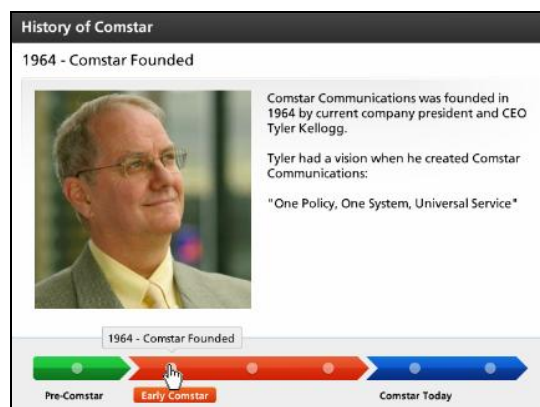 History of Comstar
1964 - Comstar Founded
Comstar Communications was founded in
1964 by current company president and CEO
Tyler Kellogg.
Tyler had a vision when he created Comstar
Communications:
"One Policy, One System, Universal Service"
1964 - Comstar Founded
Pre-Comstar
Early Comstar
Comstar Today